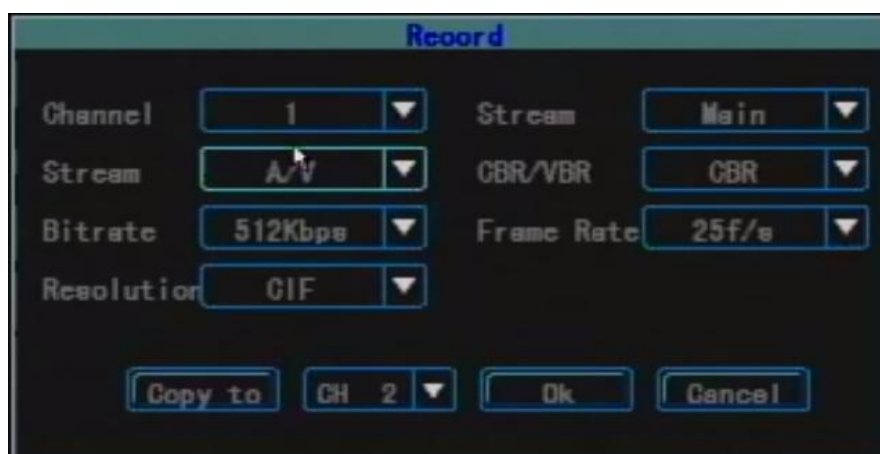 Record
Channel 1 Stream Main
Stream A/V CBR/VBR CBR
Bitrate 512Kbps Frame Rate 25f/s
Resolution CIF
Copy to CH 2 Ok Cancel